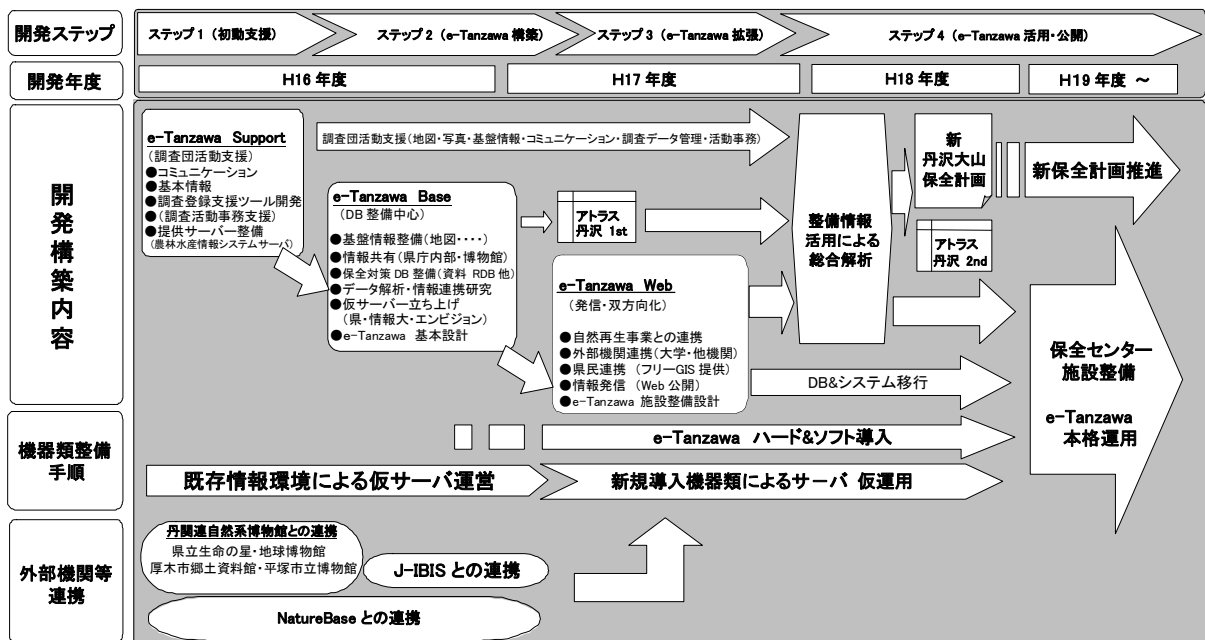 開発ステップ
ステップ1（初動支援）
ステップ2（e-Tanzawa 構築）
ステップ3（e-Tanzawa 拡張）
ステップ4（e-Tanzawa 活用・公開）
開発年度
H16 年度
H17 年度
H18 年度
H19 年度 ～
開発構築内容
e-Tanzawa Support
（調査団活動支援）
●コミュニケーション
●基本情報
●調査登録支援ツール開発
●（調査活動事務支援）
●提供サーバー整備
（農林水産情報システムサーバ）
調査団活動支援（地図・写真・基盤情報・コミュニケーション・調査データ管理・活動事務）
e-Tanzawa Base
（DB 整備中心）
●基盤情報整備（地図・・・・）
●情報共有（県庁内部・博物館）
●保全対策 DB 整備（資料 RDB 他）
●データ解析・情報連携研究
●仮サーバー立ち上げ
（県・情報大・エンビジョン）
●e-Tanzawa 基本設計
アトラス
丹沢 1st
e-Tanzawa Web
（発信・双方向化）
●自然再生事業との連携
●外部機関連携（大学・他機関）
●県民連携 （フリーGIS 提供）
●情報発信 （Web 公開）
●e-Tanzawa 施設整備設計
整備情報
活用による
総合解析
新
丹沢大山
保全計画
アトラス
丹沢 2nd
新保全計画推進
DB&システム移行
保全センター
施設整備
e-Tanzawa
本格運用
機器類整備
手順
e-Tanzawa ハード&ソフト導入
既存情報環境による仮サーバ運営
新規導入機器類によるサーバ 仮運用
外部機関等
連携
丹関連自然系博物館との連携
県立生命の星・地球博物館
厚木市郷土資料館・平塚市立博物館
J-IBIS との連携
NatureBase との連携